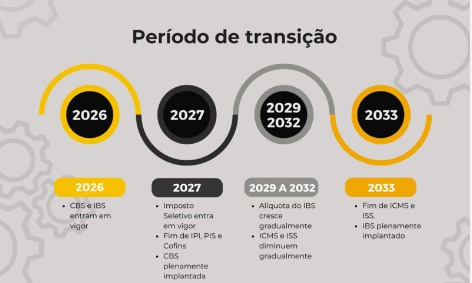 Período de transição
2026
2027
2029
2032
2033
2026
• CBS e IBS
entram em
vigor
2027
• Imposto
Seletivo entra
em vigor
• Fim de IPI, PIS e
Cofins
• CBS
plenamente
implantada
2029 A 2032
• Alíquota do IBS
cresce
gradualmente
• ICMS e ISS
diminuem
gradualmente
2033
• Fim de ICMS e
ISS.
• IBS plenamente
implantado